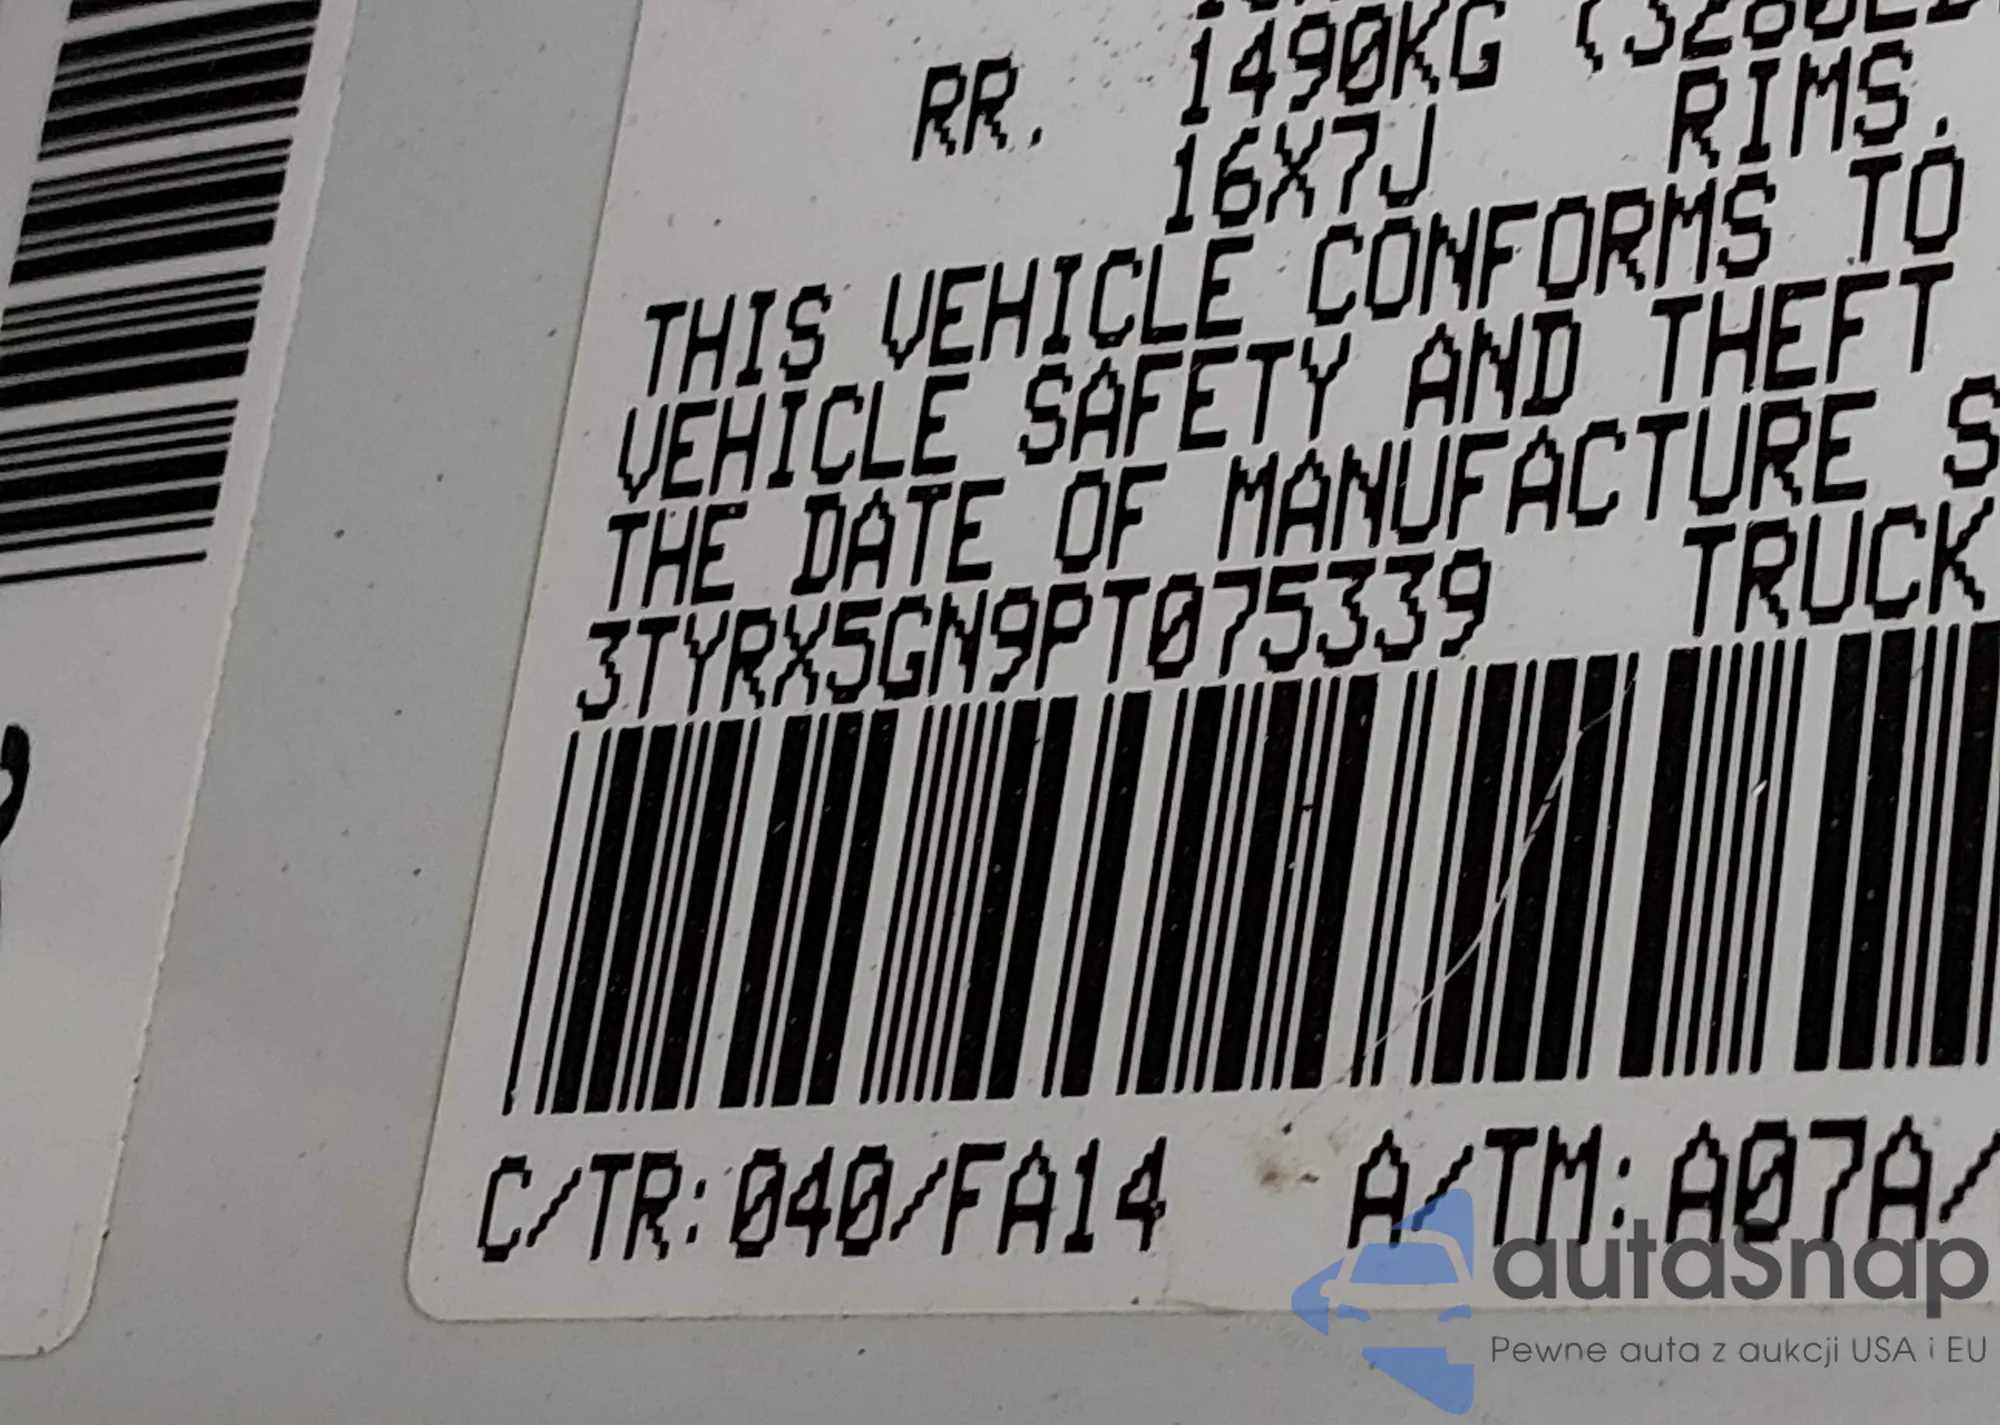 1490KG (3280LB
RR. 16X7J RIMS.
THIS VEHICLE CONFORMS TO
VEHICLE SAFETY AND THEFT
THE DATE OF MANUFACTURE S
3TYRX5GN9PT075339 TRUCK
C/TR:040/FA14 A/TM:A07A/
autaSnap
Pewne auta z aukcji USA i EU